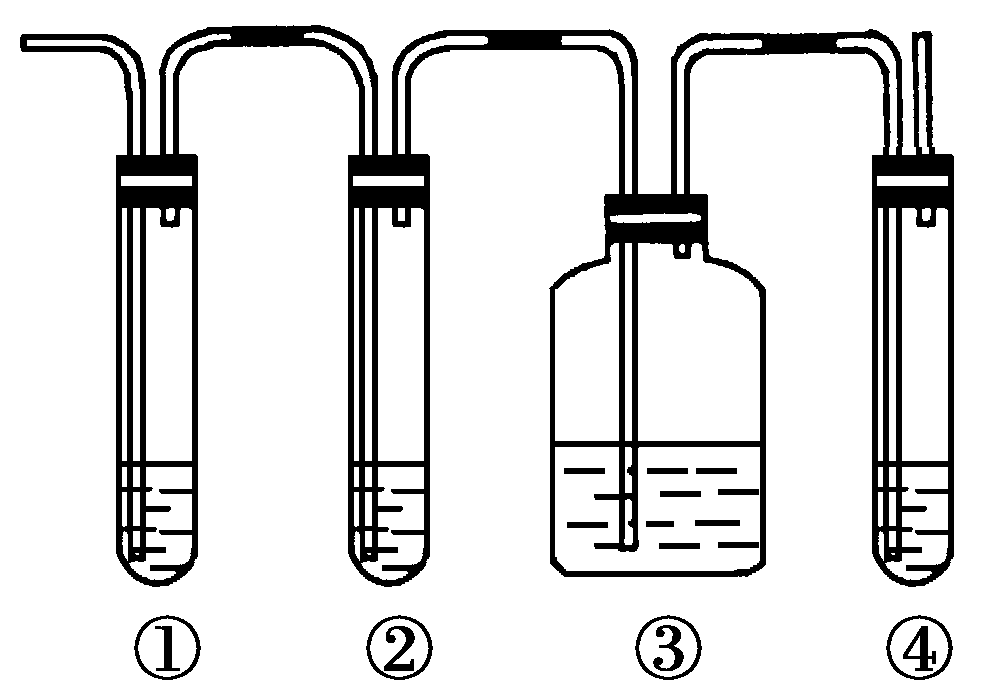 ① ② ③ ④